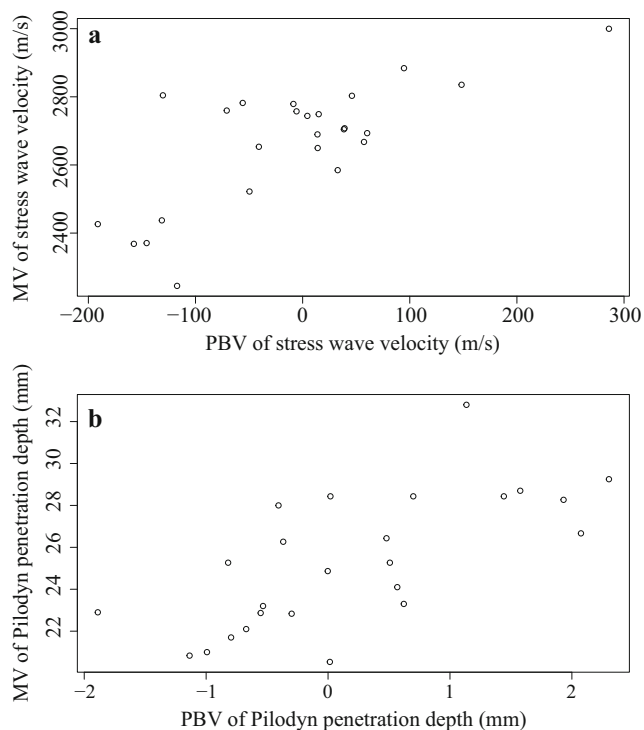 a
MV of stress wave velocity (m/s)
3000
2800
2600
2400
−200 −100 0 100 200 300
PBV of stress wave velocity (m/s)
b
MV of Pilodyn penetration depth (mm)
32
30
28
26
24
22
−2 −1 0 1 2
PBV of Pilodyn penetration depth (mm)